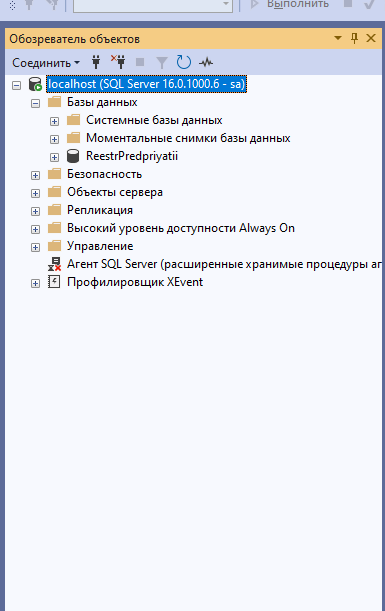 Выполнить
Обозреватель объектов
Соединить
localhost (SQL Server 16.0.1000.6 - sa)
Базы данных
Системные базы данных
Моментальные снимки базы данных
ReestrPredpriyatii
Безопасность
Объекты сервера
Репликация
Высокий уровень доступности Always On
Управление
Агент SQL Server (расширенные хранимые процедуры аг
Профилировщик XEvent